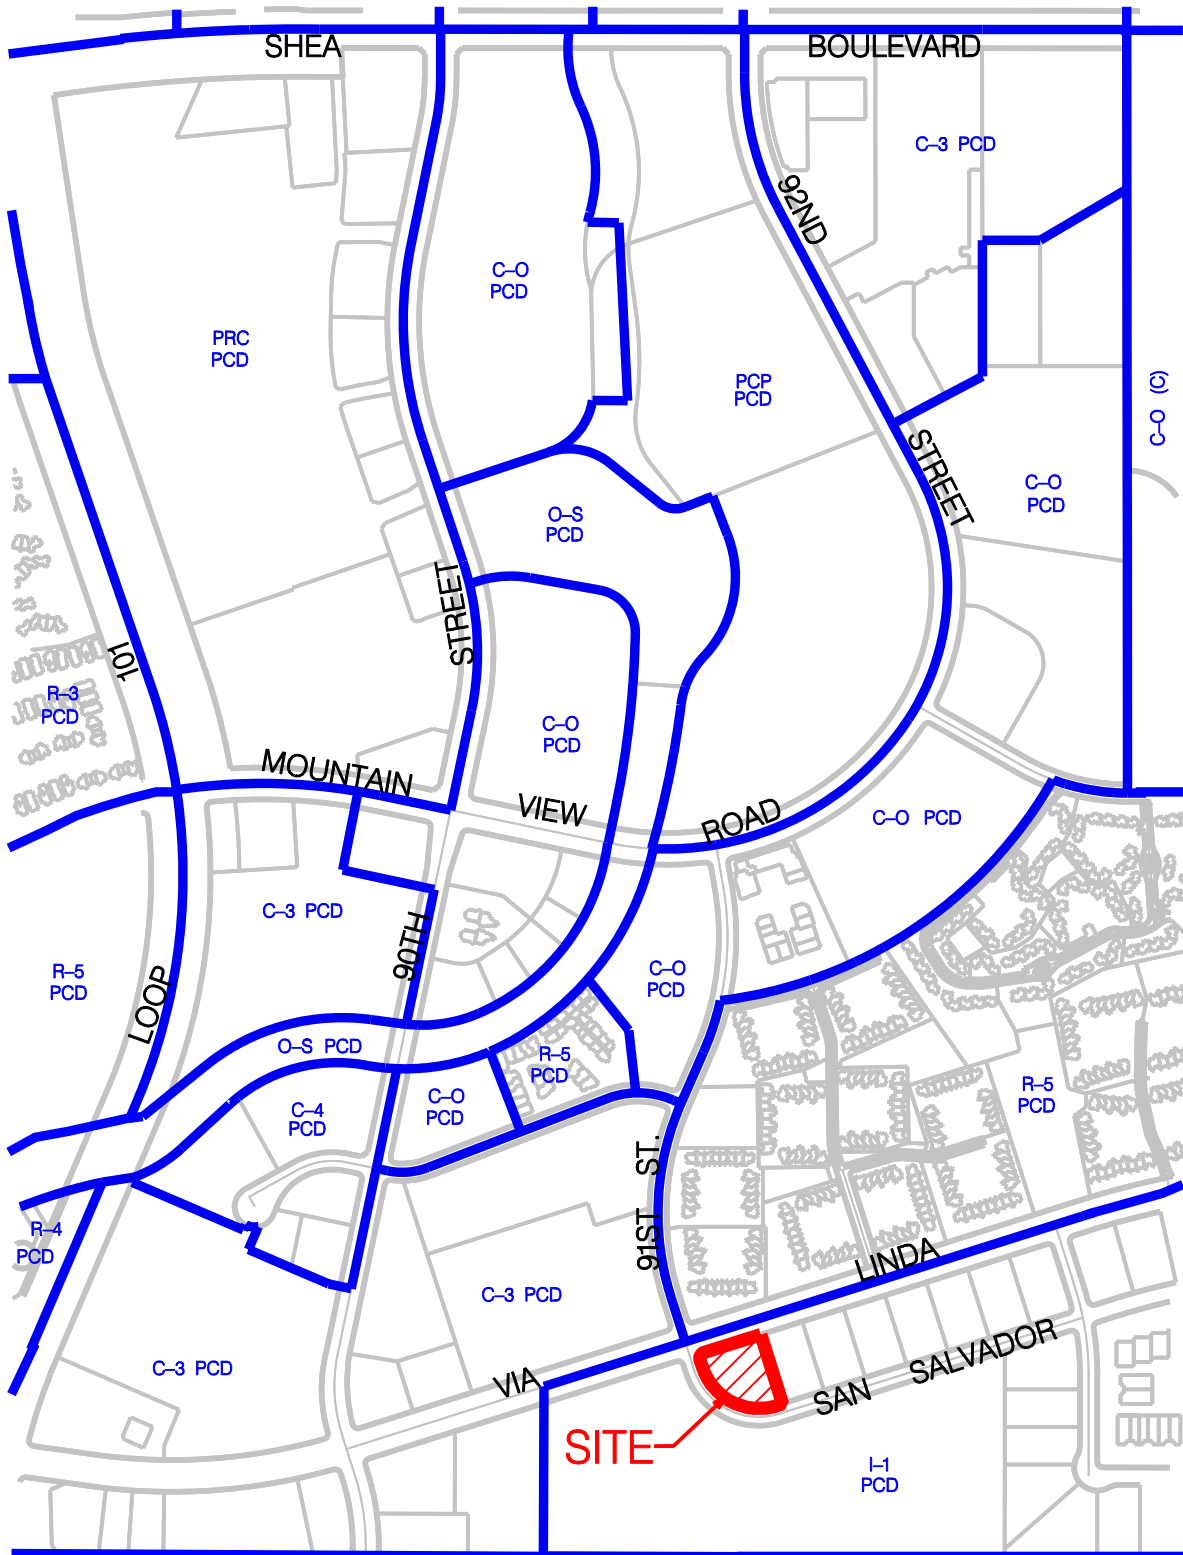 SHEA
BOULEVARD
C–3 PCD
92ND
C–O
PCD
PRC
PCD
PCP
PCD
C–O (C)
STREET
C–O
PCD
O–S
PCD
STREET
101
R–3
PCD
C–O
PCD
MOUNTAIN
VIEW
ROAD
C–O PCD
C–3 PCD
90TH
R–5
PCD
LOOP
C–O
PCD
O–S PCD
R–5
PCD
R–5
PCD
C–4
PCD
C–O
PCD
91ST ST.
R–4
PCD
LINDA
C–3 PCD
C–3 PCD
VIA
SAN SALVADOR
SITE
I–1
PCD